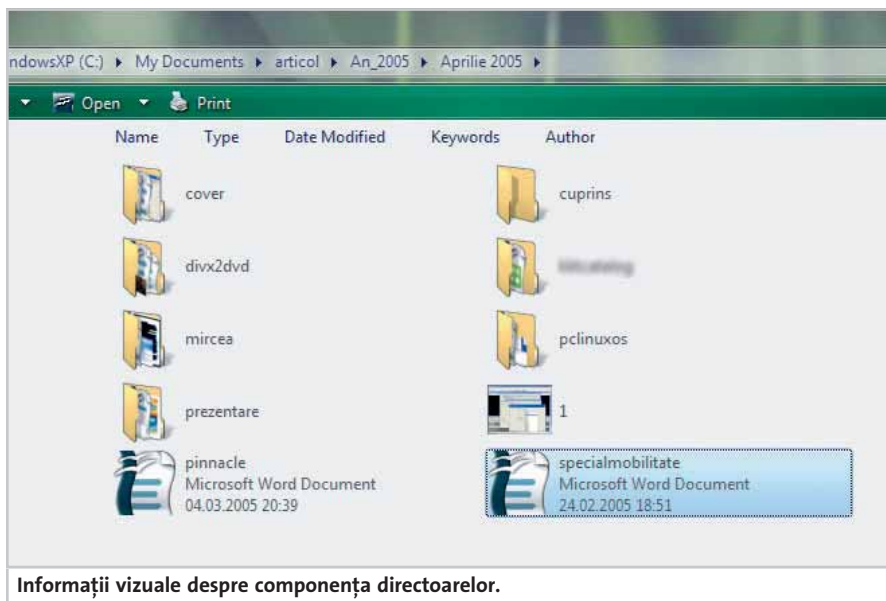 ndowsXP (C:) ▸ My Documents ▸ articol ▸ An_2005 ▸ Aprilie 2005 ▸
Open Print
Name Type Date Modified Keywords Author
cover
cuprins
divx2dvd
mircea
pclinuxos
prezentare
1
pinnacle
Microsoft Word Document
04.03.2005 20:39
specialmobilitate
Microsoft Word Document
24.02.2005 18:51
Informații vizuale despre componența directoarelor.